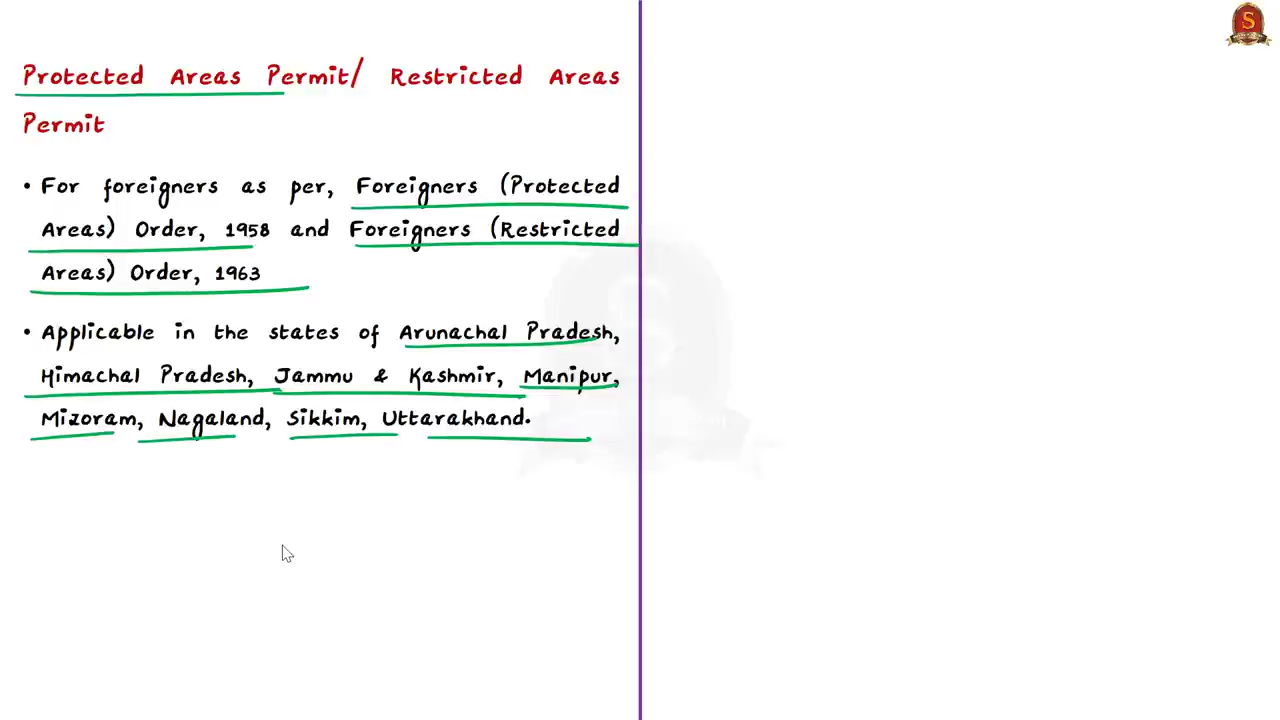 Protected Areas Permit/ Restricted Areas
Permit
• For foreigners as per, Foreigners (Protected
Areas) Order, 1958 and Foreigners (Restricted
Areas) Order, 1963
• Applicable in the states of Arunachal Pradesh,
Himachal Pradesh, Jammu & Kashmir, Manipur,
Mizoram, Nagaland, Sikkim, Uttarakhand.
S